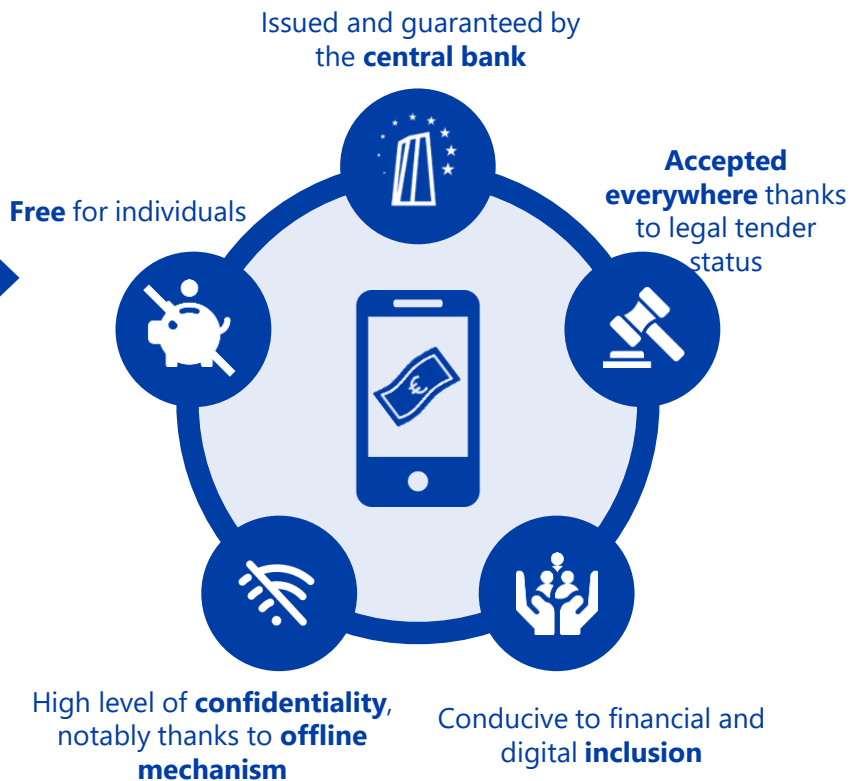 Issued and guaranteed by
the central bank
Accepted
everywhere thanks
to legal tender
status
Free for individuals
€
High level of confidentiality,
notably thanks to offline
mechanism
Conducive to financial and
digital inclusion